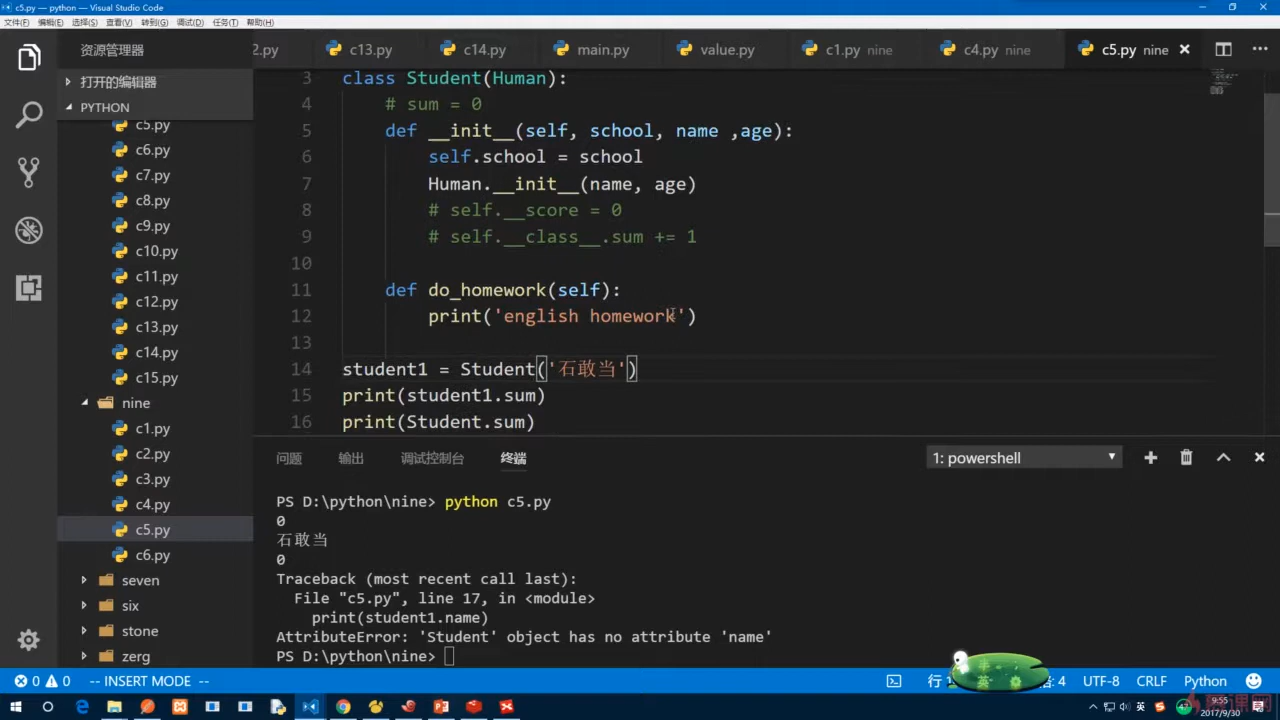 c5.py — python — Visual Studio Code
文件(F) 编辑(E) 选择(S) 查看(V) 转到(G) 调试(D) 任务(T) 帮助(H)
资源管理器
2.py c13.py c14.py main.py value.py c1.py nine c4.py nine c5.py nine
打开的编辑器
PYTHON
c5.py
c6.py
c7.py
c8.py
c9.py
c10.py
c11.py
c12.py
c13.py
c14.py
c15.py
nine
c1.py
c2.py
c3.py
c4.py
c5.py
c6.py
seven
six
stone
zerg
3 class Student(Human):
4 # sum = 0
5 def __init__(self, school, name ,age):
6 self.school = school
7 Human.__init__(name, age)
8 # self.__score = 0
9 # self.__class__.sum += 1
10
11 def do_homework(self):
12 print('english homework')
13
14 student1 = Student('石敢当')
15 print(student1.sum)
16 print(Student.sum)
问题 输出 调试控制台 终端 1: powershell
PS D:\python\nine> python c5.py
0
石敢当
0
Traceback (most recent call last):
File "c5.py", line 17, in <module>
print(student1.name)
AttributeError: 'Student' object has no attribute 'name'
PS D:\python\nine>
0 0 -- INSERT MODE -- 行 : 4 UTF-8 CRLF Python
英
9:55
2017/9/30